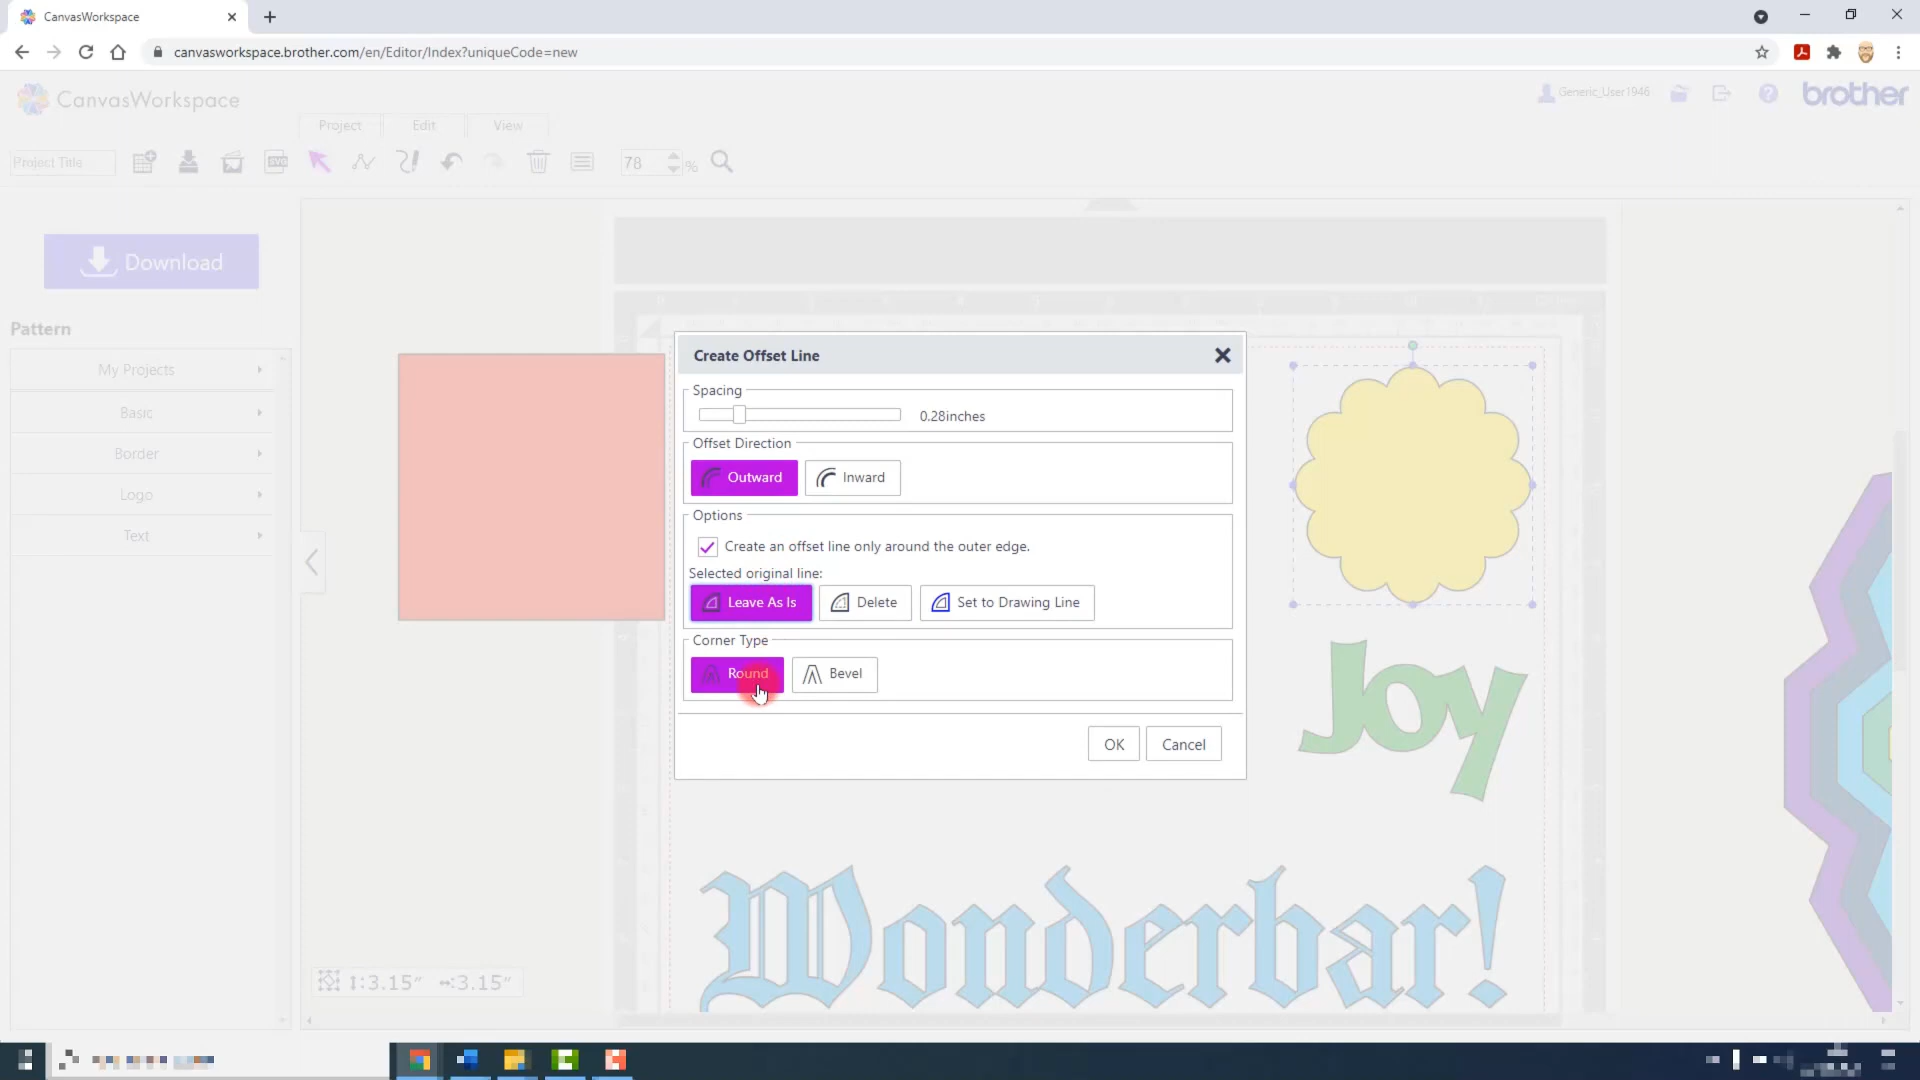 CanvasWorkspace
canvasworkspace.brother.com/en/Editor/Index?uniqueCode=new
CanvasWorkspace
Generic_User1946
brother
Project Edit View
Project Title
SVG
78 %
Download
Pattern
My Projects
Basic
Border
Logo
Text
Create Offset Line
Spacing
0.28inches
Offset Direction
Outward Inward
Options
Create an offset line only around the outer edge.
Selected original line:
Leave As Is Delete Set to Drawing Line
Corner Type
Round Bevel
OK Cancel
Joy
Wonderbar!
3.15" 3.15"